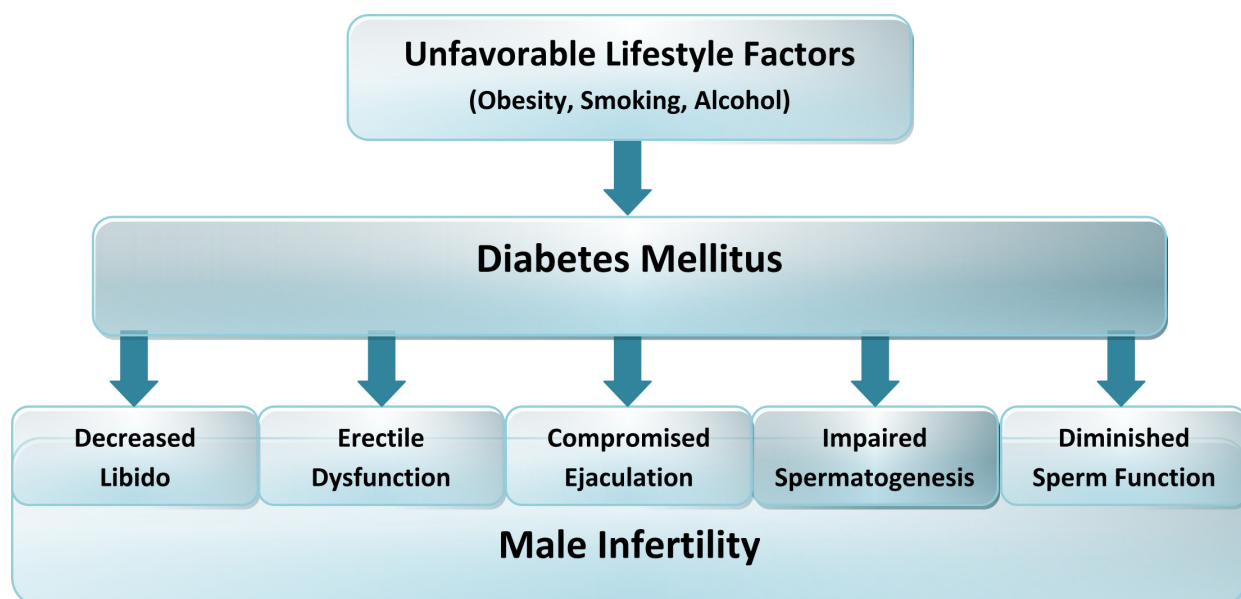 Unfavorable Lifestyle Factors
(Obesity, Smoking, Alcohol)
Diabetes Mellitus
Decreased
Libido
Erectile
Dysfunction
Compromised
Ejaculation
Impaired
Spermatogenesis
Diminished
Sperm Function
Male Infertility